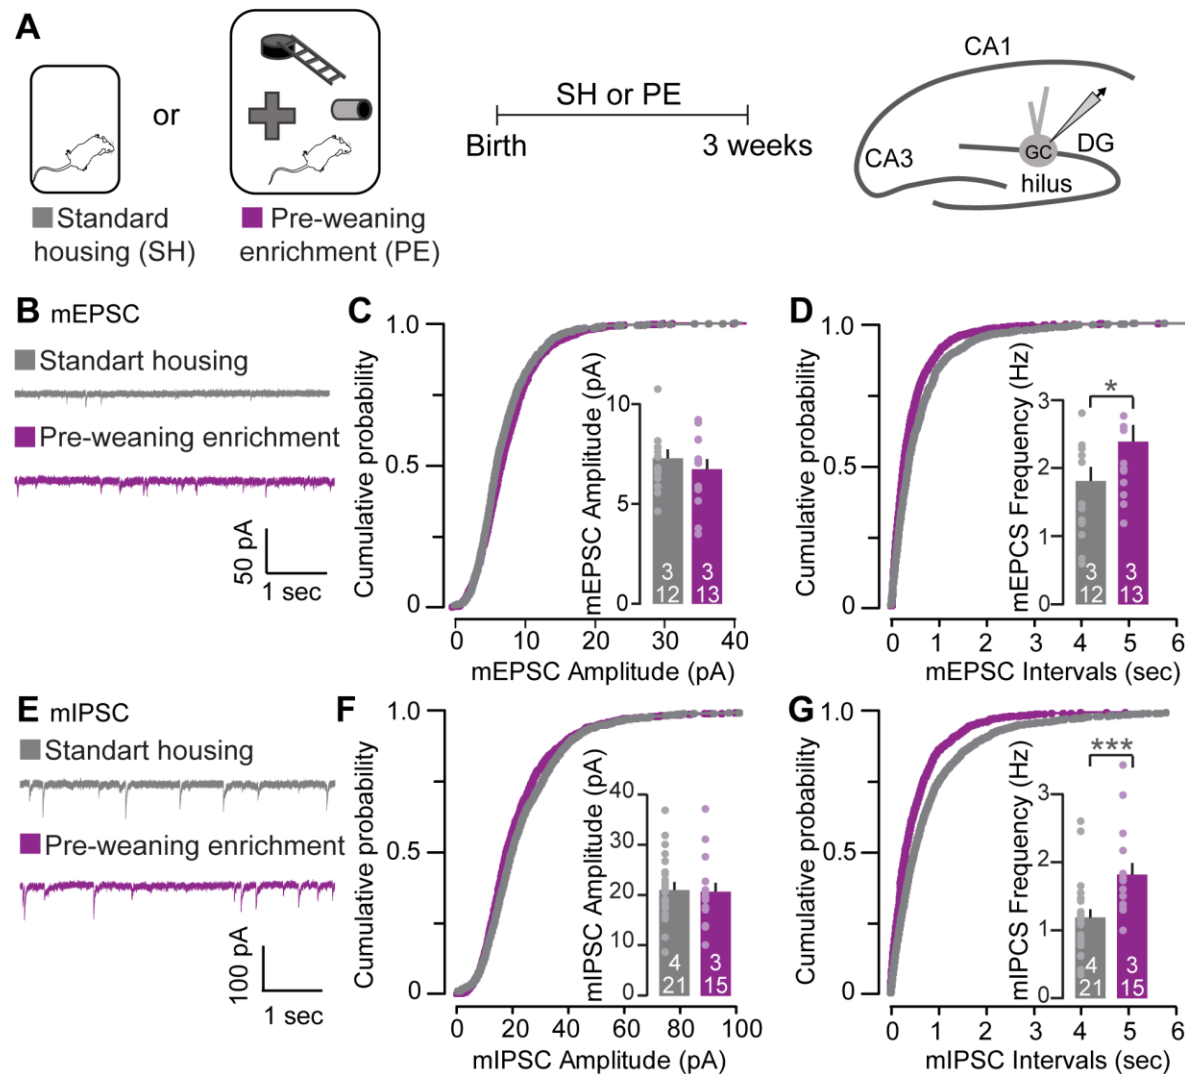 A
or
SH or PE
Birth
3 weeks
CA1
CA3
GC
DG
hilus
Standard
housing (SH)
Pre-weaning
enrichment (PE)
B mEPSC
Standart housing
Pre-weaning enrichment
50 pA
1 sec
C
Cumulative probability
1.0
0.5
0
0 10 20 30 40
mEPSC Amplitude (pA)
mEPSC Amplitude (pA)
10
5
0
3
12
3
13
D
Cumulative probability
1.0
0.5
0
0 1 2 3 4 5 6
mEPSC Intervals (sec)
mEPCS Frequency (Hz)
3
2
1
0
*
3
12
3
13
E mIPSC
Standart housing
Pre-weaning enrichment
100 pA
1 sec
F
Cumulative probability
1.0
0.5
0
0 20 40 60 80 100
mIPSC Amplitude (pA)
mIPSC Amplitude (pA)
40
30
20
10
0
4
21
3
15
G
Cumulative probability
1.0
0.5
0
0 1 2 3 4 5 6
mIPSC Intervals (sec)
mIPCS Frequency (Hz)
3
2
1
0
***
4
21
3
15